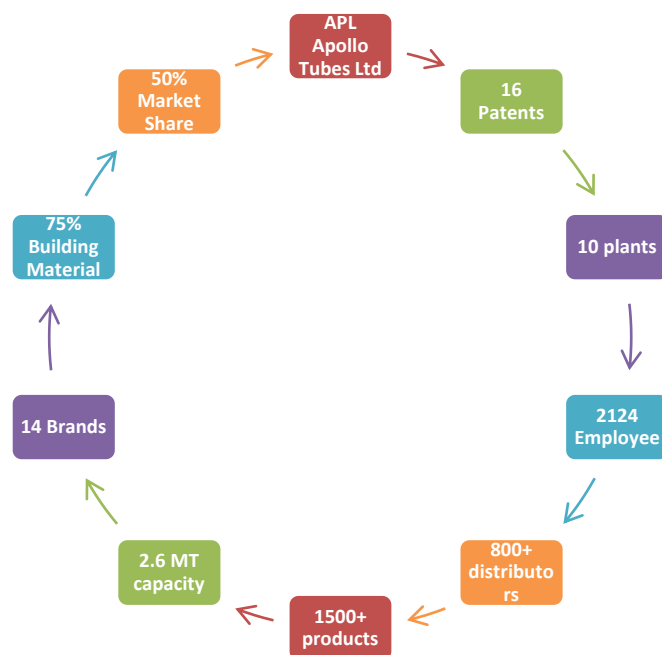 APL
Apollo
Tubes Ltd
16
Patents
10 plants
2124
Employee
800+
distributo
rs
1500+
products
2.6 MT
capacity
14 Brands
75%
Building
Material
50%
Market
Share